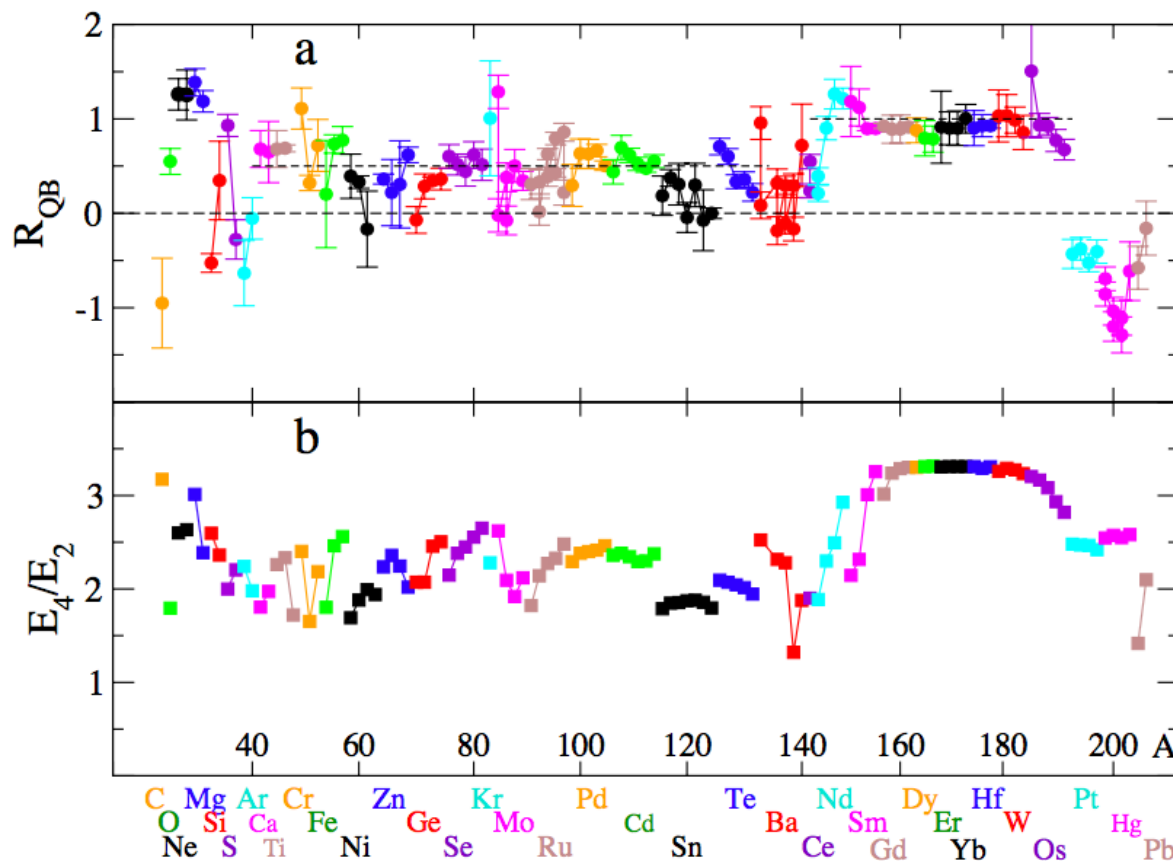 2
a
1
0
-1
R_QB
b
3
2
1
E_4/E_2
40 60 80 100 120 140 160 180 200 A
C Mg Ar Cr Zn Kr Pd Te Nd Dy Hf Pt
O Si Ca Fe Ge Mo Cd Ba Sm Er W Hg
Ne S Ti Ni Se Ru Sn Ce Gd Yb Os Pb